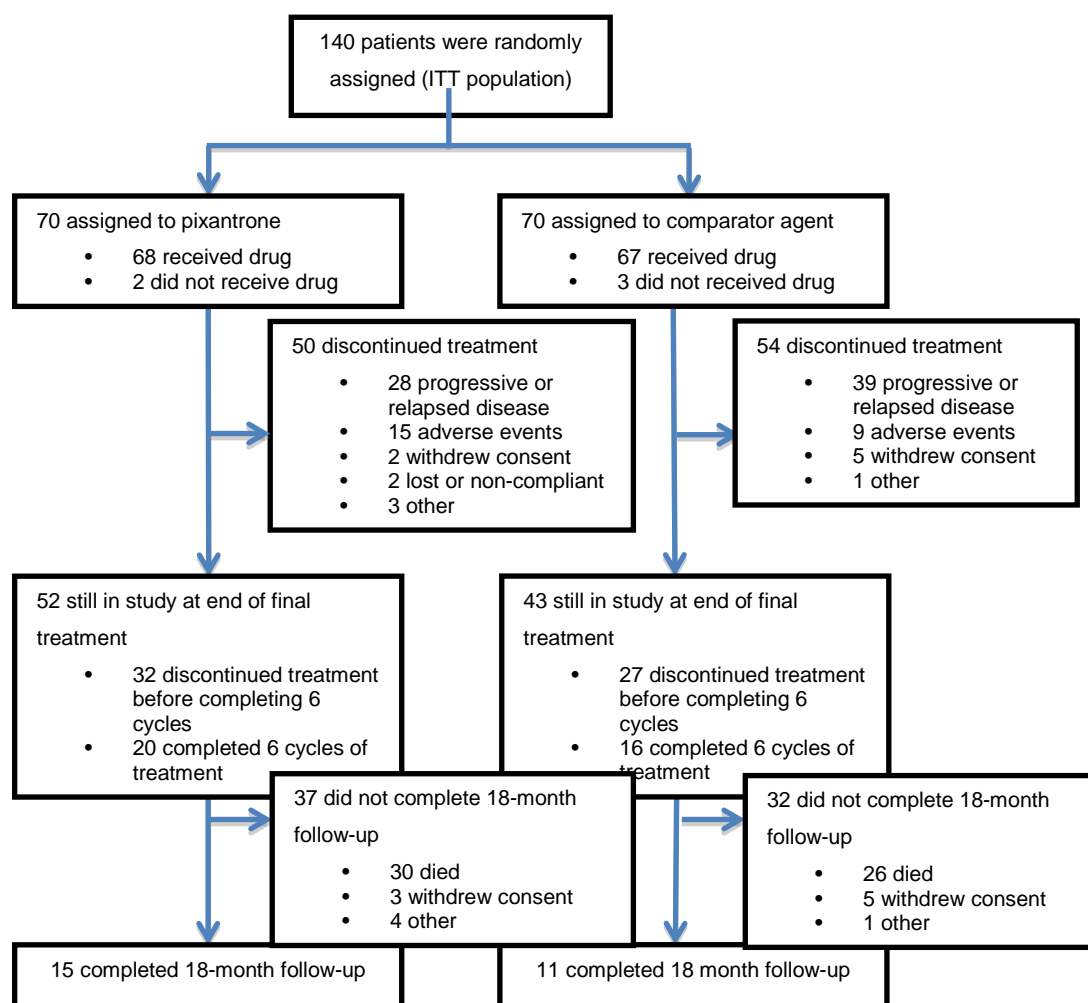 140 patients were randomly
assigned (ITT population)
70 assigned to pixantrone
• 68 received drug
• 2 did not receive drug
70 assigned to comparator agent
• 67 received drug
• 3 did not received drug
50 discontinued treatment
• 28 progressive or
relapsed disease
• 15 adverse events
• 2 withdrew consent
• 2 lost or non-compliant
• 3 other
54 discontinued treatment
• 39 progressive or
relapsed disease
• 9 adverse events
• 5 withdrew consent
• 1 other
52 still in study at end of final
treatment
• 32 discontinued treatment
before completing 6
cycles
• 20 completed 6 cycles of
treatment
43 still in study at end of final
treatment
• 27 discontinued treatment
before completing 6
cycles
• 16 completed 6 cycles of
treatment
37 did not complete 18-month
follow-up
• 30 died
• 3 withdrew consent
• 4 other
32 did not complete 18-month
follow-up
• 26 died
• 5 withdrew consent
• 1 other
15 completed 18-month follow-up
11 completed 18 month follow-up